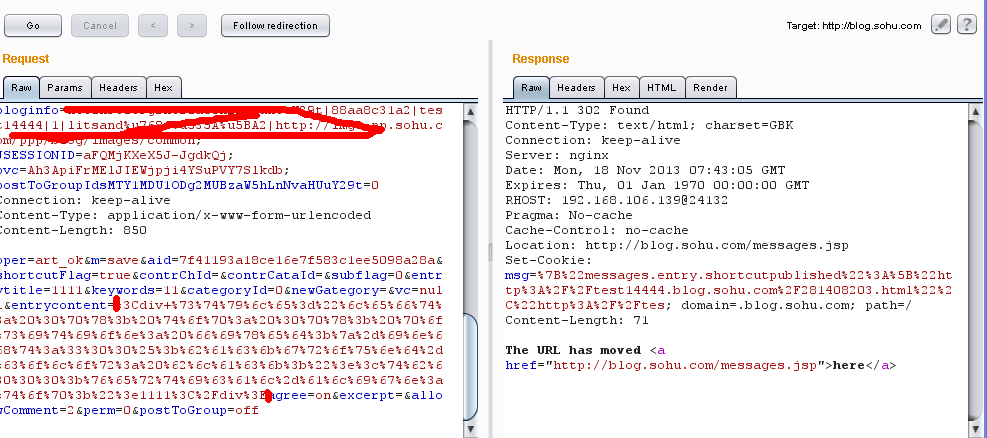 Go
Cancel
<
>
Follow redirection
Target: http://blog.sohu.com
?
Request
Raw
Params
Headers
Hex
bloginfo=
M29t|88aa8c31a2|tes
t14444|1|litsand%u
A%u5BA2|http://
.sohu.c
om/ppp/blog/images/common;
JSESSIONID=aFQMjKXeX5J-JgdkQj;
pvc=Ah3ApiFrME1JIEWjpji4YSuPVY7S1kdb;
postToGroupIdsMTY1MDU1ODg2MUBzaW5hLnNvaHUuY29t=0
Connection: keep-alive
Content-Type: application/x-www-form-urlencoded
Content-Length: 850
oper=art_ok&m=save&aid=7f41193a18ce16e7f583c1ee5098a28a&
shortcutFlag=true&contrChId=&contrCataId=&subflag=0&entr
ytitle=1111&keywords=11&categoryId=0&newGategory=&vc=nul
l&entrycontent=%3Cdiv+%73%74%79%6c%65%3d%22%6c%65%66%74%
3a%20%30%70%78%3b%20%74%6f%70%3a%20%30%70%78%3b%20%70%6f
%73%69%74%69%6f%6e%3a%20%66%69%78%65%64%3b%7a%2d%69%6e%6
%68%74%3a%33%30%30%25%3b%62%61%63%6b%67%72%6f%75%6e%64%2d
%63%6f%6c%6f%72%3a%20%62%6c%61%63%6b%3b%22%3e%3c%74%62%6
%30%30%3b%76%65%72%74%69%63%61%6c%2d%61%6c%69%67%6e%3a%
%74%6f%70%3b%22%3e1111%3C%2Fdiv%3E&agree=on&excerpt=&allo
wComment=2&perm=0&postToGroup=off
Response
Raw
Headers
Hex
HTML
Render
HTTP/1.1 302 Found
Content-Type: text/html; charset=GBK
Connection: keep-alive
Server: nginx
Date: Mon, 18 Nov 2013 07:43:05 GMT
Expires: Thu, 01 Jan 1970 00:00:00 GMT
RHOST: 192.168.106.139@24132
Pragma: No-cache
Cache-Control: no-cache
Location: http://blog.sohu.com/messages.jsp
Set-Cookie:
msg=%7B%22messages.entry.shortcutpublished%22%3A%5B%22ht
tp%3A%2F%2Ftest14444.blog.sohu.com%2F281408203.html%22%2
C%22http%3A%2F%2Ftes; domain=.blog.sohu.com; path=/
Content-Length: 71
The URL has moved <a
href="http://blog.sohu.com/messages.jsp">here</a>